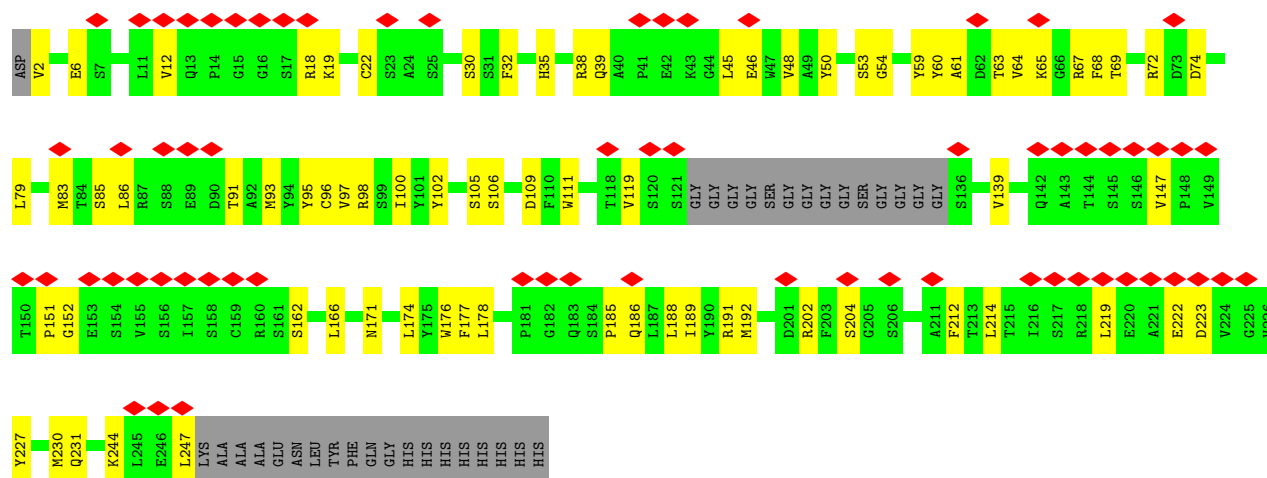 ASP V2 E6 S7 L11 V12 Q13 P14 G15 G16 S17 R18 K19 C22 S23 A24 S25 S30 S31 F32 H35 R38 Q39 A40 P41 E42 K43 G44 L45 E46 W47 V48 A49 Y50 S53 G54 Y59 Y60 A61 D62 T63 V64 K65 G66 R67 F68 T69 R72 D73 D74
L79 M83 T84 S85 L86 R87 S88 E89 D90 T91 A92 M93 Y94 Y95 C96 V97 R98 S99 I100 Y101 Y102 S105 S106 D109 F110 W111 T118 V119 S120 S121 GLY GLY GLY GLY SER GLY GLY GLY GLY SER GLY GLY GLY GLY S136 V139 Q142 A143 T144 S145 S146 V147 P148 V149
T150 P151 G152 E153 S154 V155 S156 I157 S158 C159 R160 S161 S162 L166 N171 L174 Y175 W176 F177 L178 P181 G182 Q183 S184 P185 Q186 L187 L188 I189 Y190 R191 M192 D201 R202 F203 S204 G205 S206 A211 F212 T213 L214 T215 I216 S217 R218 L219 E220 A221 E222 D223 V224 G225
Y227 M230 Q231 K244 L245 E246 L247 LYS ALA ALA ALA GLU ASN LEU TYR PHE GLN GLY HIS HIS HIS HIS HIS HIS HIS HIS